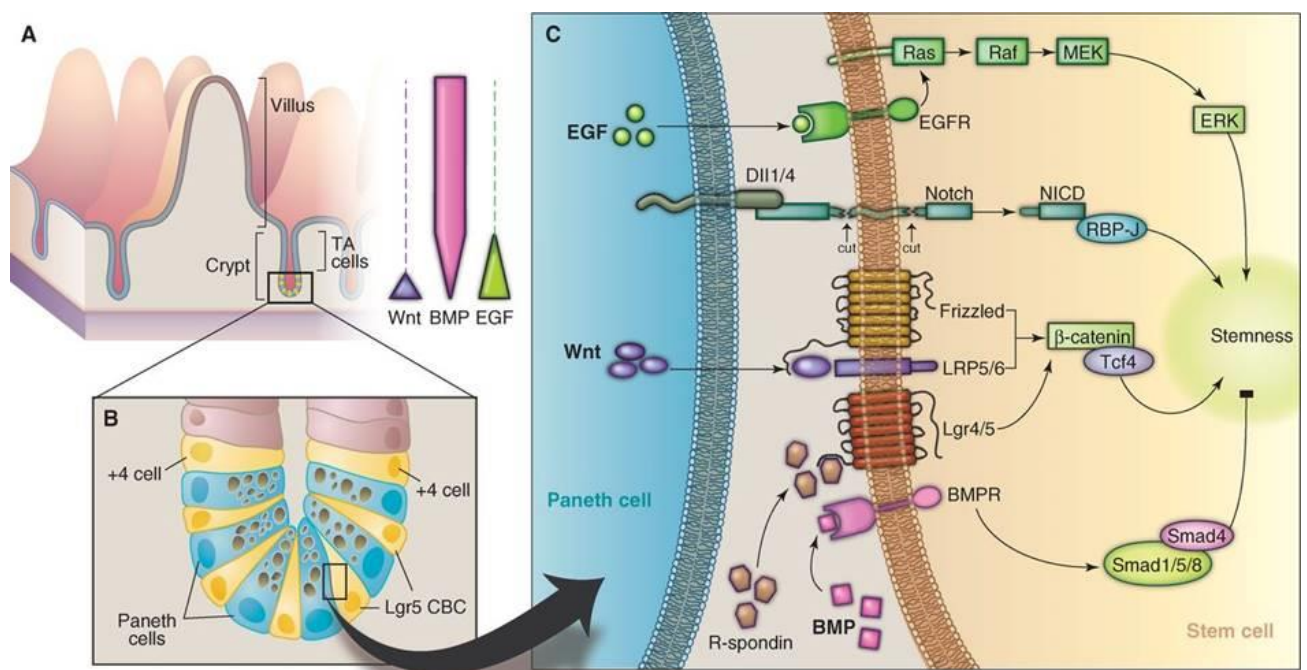 A
Villus
Crypt
TA
cells
Wnt
BMP
EGF
B
+4 cell
+4 cell
Paneth
cells
Lgr5 CBC
C
Ras
Raf
MEK
EGF
EGFR
ERK
Dll1/4
Notch
NICD
RBP-J
cut
cut
Frizzled
Wnt
LRP5/6
β-catenin
Tcf4
Stemness
Lgr4/5
Paneth cell
BMPR
Smad4
Smad1/5/8
R-spondin
BMP
Stem cell